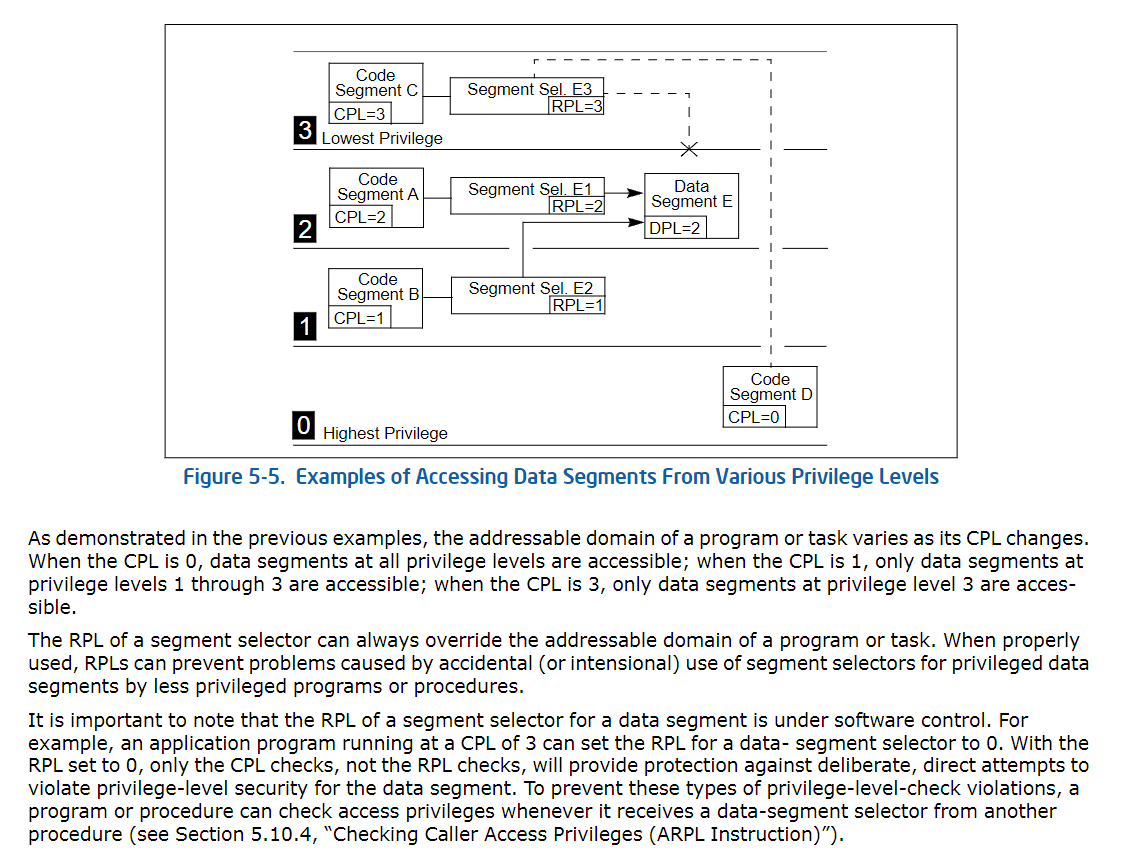 Code
Segment C
CPL=3
Segment Sel. E3
RPL=3
3
Lowest Privilege
Code
Segment A
CPL=2
Segment Sel. E1
RPL=2
Data
Segment E
DPL=2
2
Code
Segment B
CPL=1
Segment Sel. E2
RPL=1
1
Code
Segment D
CPL=0
0
Highest Privilege
Figure 5-5. Examples of Accessing Data Segments From Various Privilege Levels
As demonstrated in the previous examples, the addressable domain of a program or task varies as its CPL changes.
When the CPL is 0, data segments at all privilege levels are accessible; when the CPL is 1, only data segments at
privilege levels 1 through 3 are accessible; when the CPL is 3, only data segments at privilege level 3 are acces-
sible.
The RPL of a segment selector can always override the addressable domain of a program or task. When properly
used, RPLs can prevent problems caused by accidental (or intensional) use of segment selectors for privileged data
segments by less privileged programs or procedures.
It is important to note that the RPL of a segment selector for a data segment is under software control. For
example, an application program running at a CPL of 3 can set the RPL for a data- segment selector to 0. With the
RPL set to 0, only the CPL checks, not the RPL checks, will provide protection against deliberate, direct attempts to
violate privilege-level security for the data segment. To prevent these types of privilege-level-check violations, a
program or procedure can check access privileges whenever it receives a data-segment selector from another
procedure (see Section 5.10.4, “Checking Caller Access Privileges (ARPL Instruction)”).